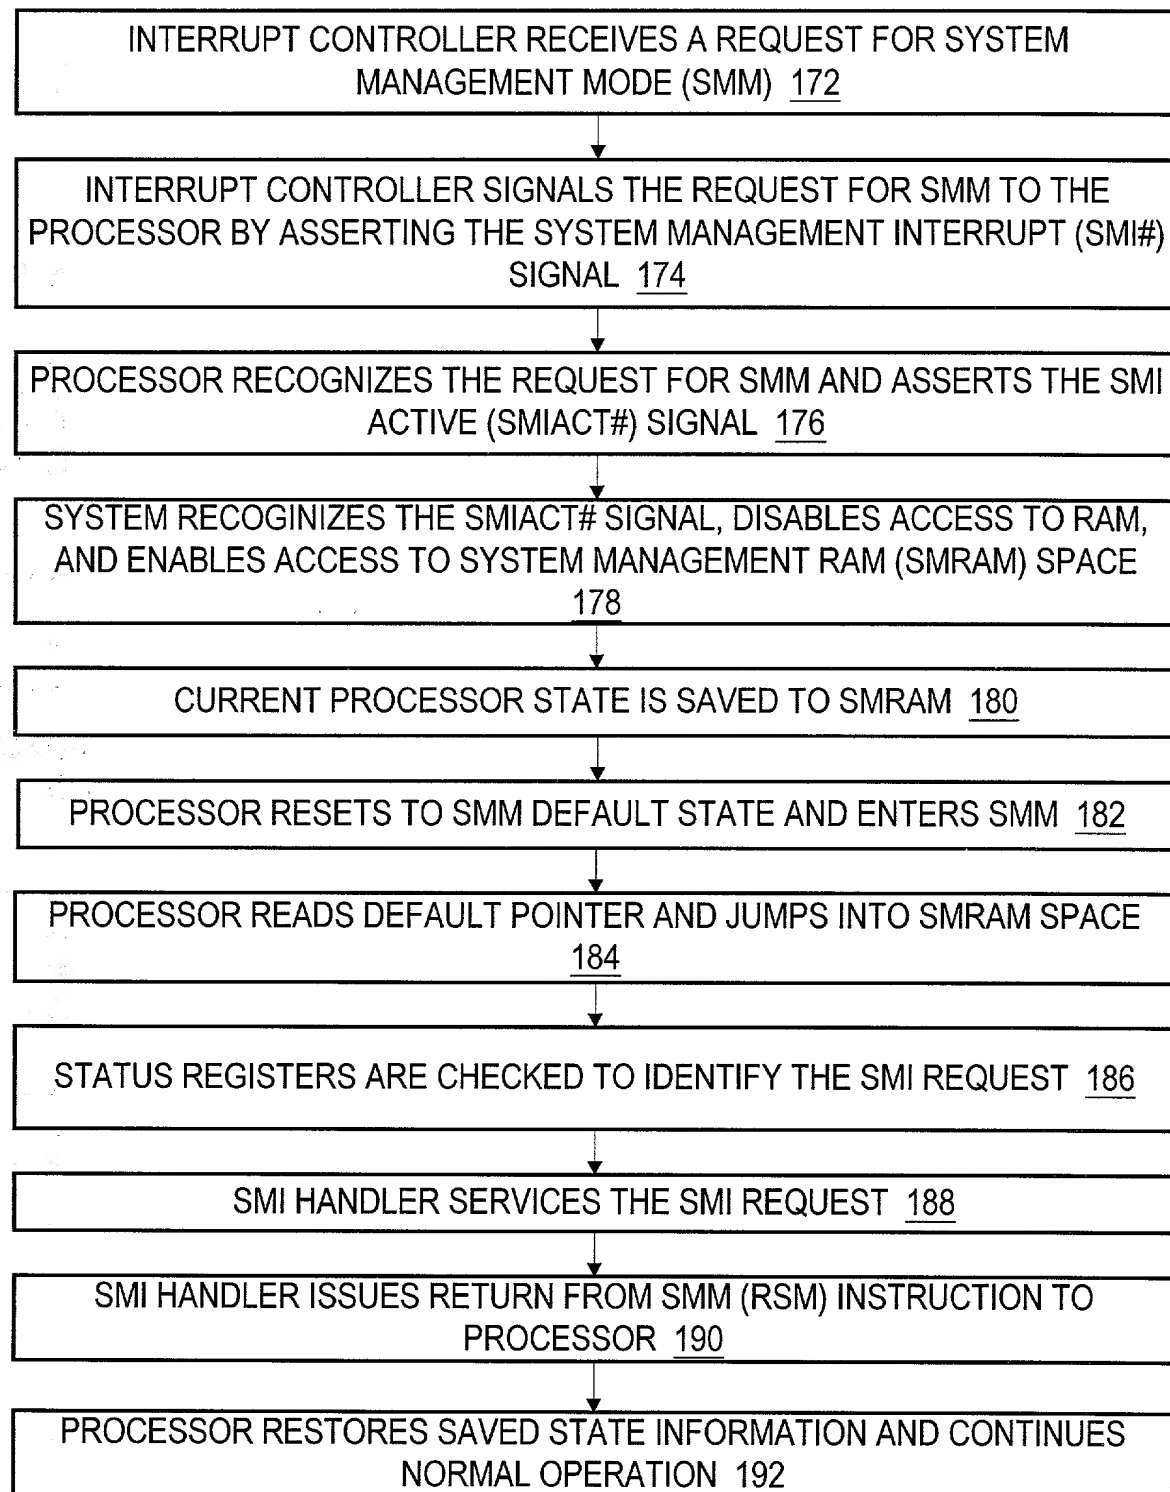 INTERRUPT CONTROLLER RECEIVES A REQUEST FOR SYSTEM
MANAGEMENT MODE (SMM) 172
INTERRUPT CONTROLLER SIGNALS THE REQUEST FOR SMM TO THE
PROCESSOR BY ASSERTING THE SYSTEM MANAGEMENT INTERRUPT (SMI#)
SIGNAL 174
PROCESSOR RECOGNIZES THE REQUEST FOR SMM AND ASSERTS THE SMI
ACTIVE (SMIACT#) SIGNAL 176
SYSTEM RECOGINIZES THE SMIACT# SIGNAL, DISABLES ACCESS TO RAM,
AND ENABLES ACCESS TO SYSTEM MANAGEMENT RAM (SMRAM) SPACE
178
CURRENT PROCESSOR STATE IS SAVED TO SMRAM 180
PROCESSOR RESETS TO SMM DEFAULT STATE AND ENTERS SMM 182
PROCESSOR READS DEFAULT POINTER AND JUMPS INTO SMRAM SPACE
184
STATUS REGISTERS ARE CHECKED TO IDENTIFY THE SMI REQUEST 186
SMI HANDLER SERVICES THE SMI REQUEST 188
SMI HANDLER ISSUES RETURN FROM SMM (RSM) INSTRUCTION TO
PROCESSOR 190
PROCESSOR RESTORES SAVED STATE INFORMATION AND CONTINUES
NORMAL OPERATION 192